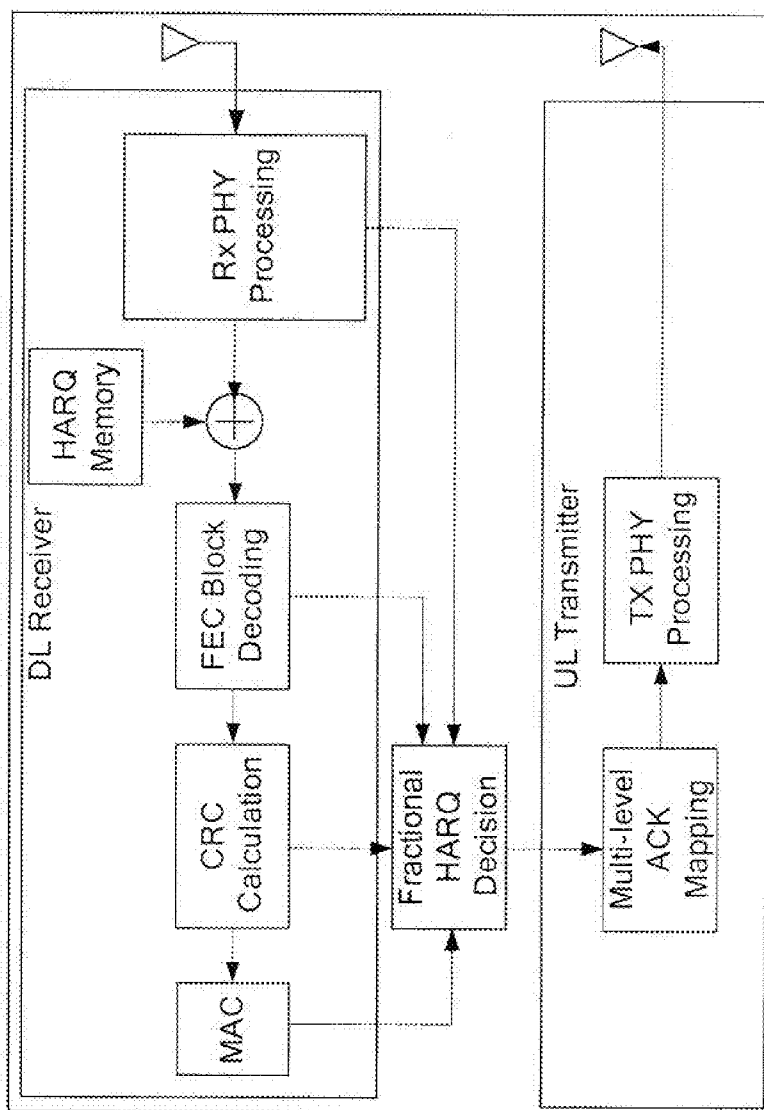 DL Receiver
HARQ
Memory
Rx PHY
Processing
FEC Block
Decoding
CRC
Calculation
MAC
Fractional
HARQ
Decision
UL Transmitter
Multi-level
ACK
Mapping
TX PHY
Processing